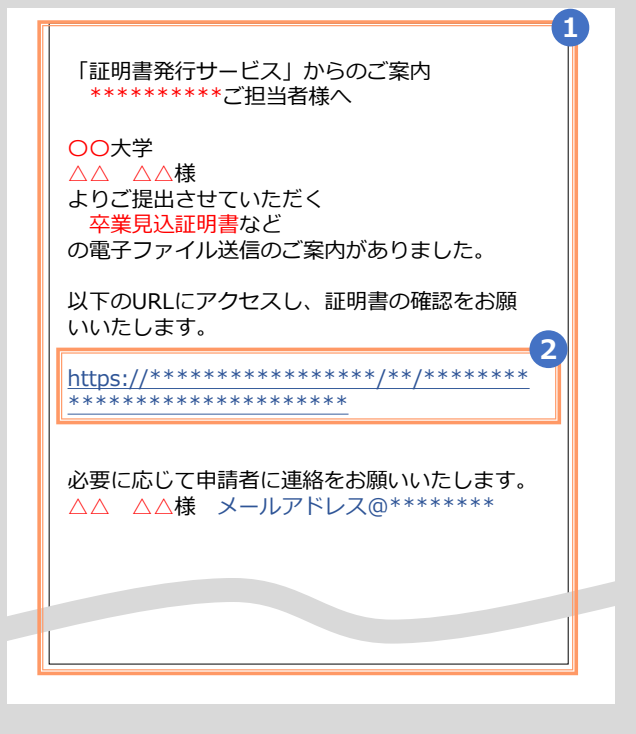 1
「証明書発行サービス」からのご案内
**********ご担当者様へ
〇〇大学
△△　△△様
よりご提出させていただく
卒業見込証明書など
の電子ファイル送信のご案内がありました。
以下のURLにアクセスし、証明書の確認をお願
いいたします。
2
https://*****************/**/********
*********************
必要に応じて申請者に連絡をお願いいたします。
△△　△△様　メールアドレス@********